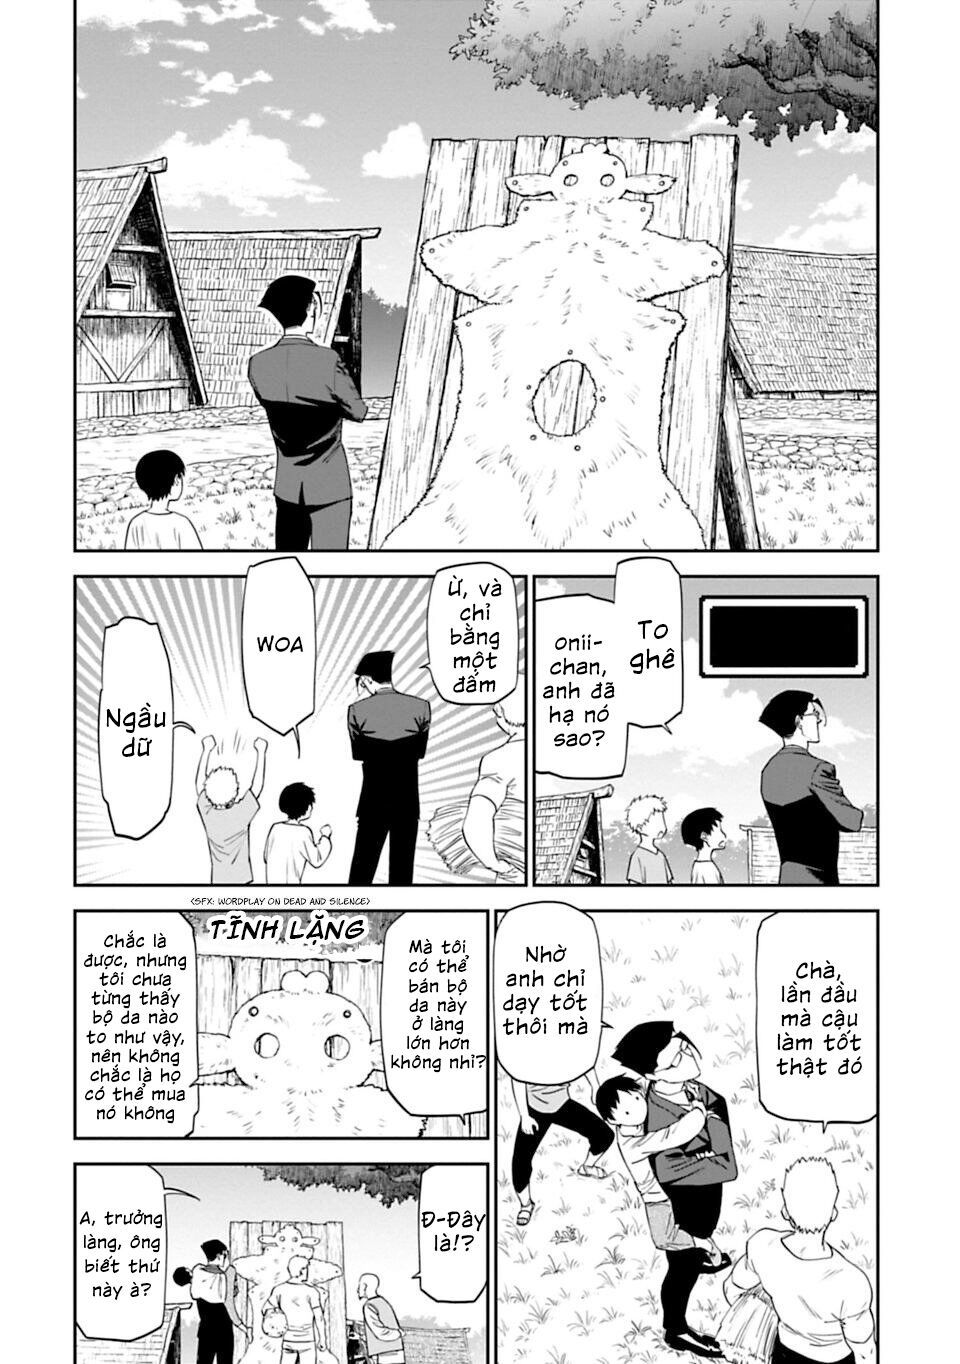 To
ghê
onii-
chan,
anh đã
hạ nó
sao?
Ừ, và
chỉ
bằng
một
đấm
WOA
Ngầu
dữ
Chà,
lần đầu
mà cậu
làm tốt
thật đó
Nhờ
anh chỉ
dạy tốt
thôi mà
<SFX: WORDPLAY ON DEAD AND SILENCE>
TĨNH LẶNG
Mà tôi
có thể
bán bộ
da này
ở làng
lớn hơn
không nhỉ?
Chắc là
được, nhưng
tôi chưa
từng thấy
bộ da nào
to như vậy,
nên không
chắc là họ
có thể mua
nó không
Đ-Đây
là!?
A, trưởng
làng, ông
biết thứ
này à?